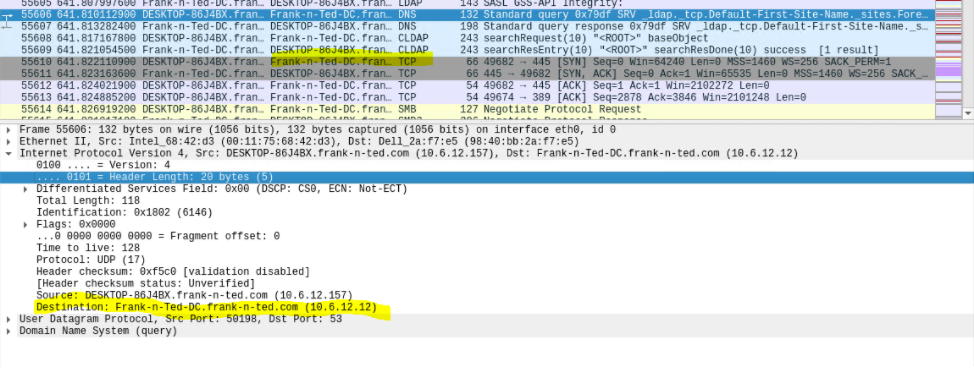 55605 641.807997600 Frank-n-Ted-DC.fran… DESKTOP-86J4BX.fran… LDAP 143 SASL GSS-API Integrity:
55606 641.810112900 DESKTOP-86J4BX.fran… Frank-n-Ted-DC.fran… DNS 132 Standard query 0x79df SRV _ldap._tcp.Default-First-Site-Name._sites.Fore…
55607 641.813282400 Frank-n-Ted-DC.fran… DESKTOP-86J4BX.fran… DNS 198 Standard query response 0x79df SRV _ldap._tcp.Default-First-Site-Name._s…
55608 641.817167800 DESKTOP-86J4BX.fran… Frank-n-Ted-DC.fran… CLDAP 243 searchRequest(10) "<ROOT>" baseObject
55609 641.821054500 Frank-n-Ted-DC.fran… DESKTOP-86J4BX.fran… CLDAP 243 searchResEntry(10) "<ROOT>" searchResDone(10) success [1 result]
55610 641.822110900 DESKTOP-86J4BX.fran… Frank-n-Ted-DC.fran… TCP 66 49682 → 445 [SYN] Seq=0 Win=64240 Len=0 MSS=1460 WS=256 SACK_PERM=1
55611 641.823163600 Frank-n-Ted-DC.fran… DESKTOP-86J4BX.fran… TCP 66 445 → 49682 [SYN, ACK] Seq=0 Ack=1 Win=65535 Len=0 MSS=1460 WS=256 SACK_…
55612 641.824021900 DESKTOP-86J4BX.fran… Frank-n-Ted-DC.fran… TCP 54 49682 → 445 [ACK] Seq=1 Ack=1 Win=2102272 Len=0
55613 641.824885200 DESKTOP-86J4BX.fran… Frank-n-Ted-DC.fran… TCP 54 49674 → 389 [ACK] Seq=2878 Ack=3846 Win=2101248 Len=0
55614 641.826919200 DESKTOP-86J4BX.fran… Frank-n-Ted-DC.fran… SMB 127 Negotiate Protocol Request
Frame 55606: 132 bytes on wire (1056 bits), 132 bytes captured (1056 bits) on interface eth0, id 0
Ethernet II, Src: Intel_68:42:d3 (00:11:75:68:42:d3), Dst: Dell_2a:f7:e5 (98:40:bb:2a:f7:e5)
Internet Protocol Version 4, Src: DESKTOP-86J4BX.frank-n-ted.com (10.6.12.157), Dst: Frank-n-Ted-DC.frank-n-ted.com (10.6.12.12)
0100 .... = Version: 4
.... 0101 = Header Length: 20 bytes (5)
Differentiated Services Field: 0x00 (DSCP: CS0, ECN: Not-ECT)
Total Length: 118
Identification: 0x1802 (6146)
Flags: 0x0000
...0 0000 0000 0000 = Fragment offset: 0
Time to live: 128
Protocol: UDP (17)
Header checksum: 0xf5c0 [validation disabled]
[Header checksum status: Unverified]
Source: DESKTOP-86J4BX.frank-n-ted.com (10.6.12.157)
Destination: Frank-n-Ted-DC.frank-n-ted.com (10.6.12.12)
User Datagram Protocol, Src Port: 50198, Dst Port: 53
Domain Name System (query)